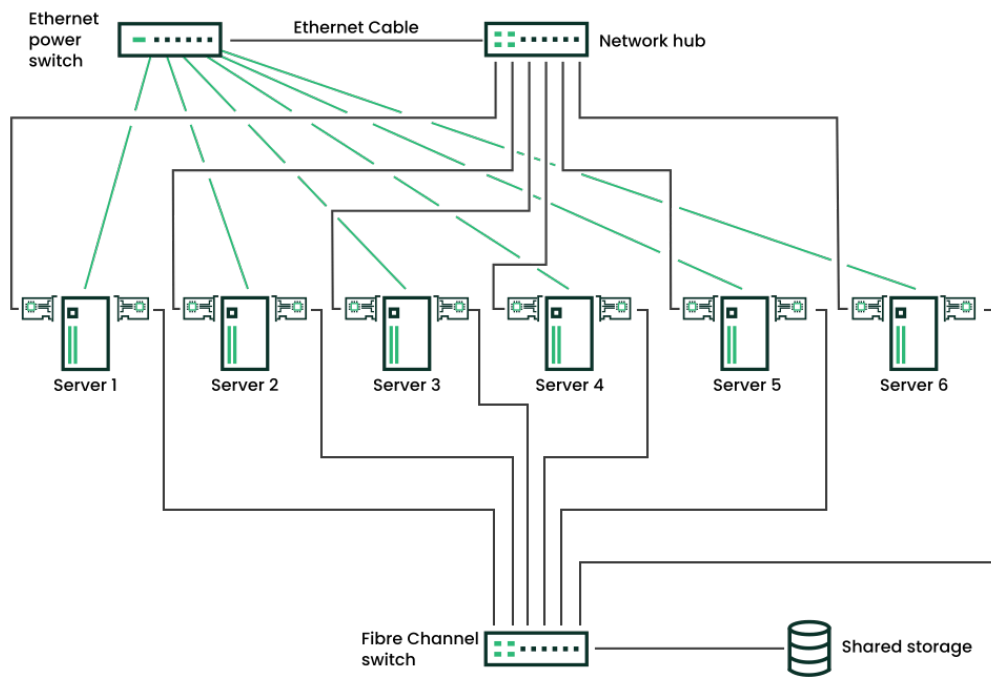 Ethernet
power
switch
Ethernet Cable
Network hub
Server 1
Server 2
Server 3
Server 4
Server 5
Server 6
Fibre Channel
switch
Shared storage